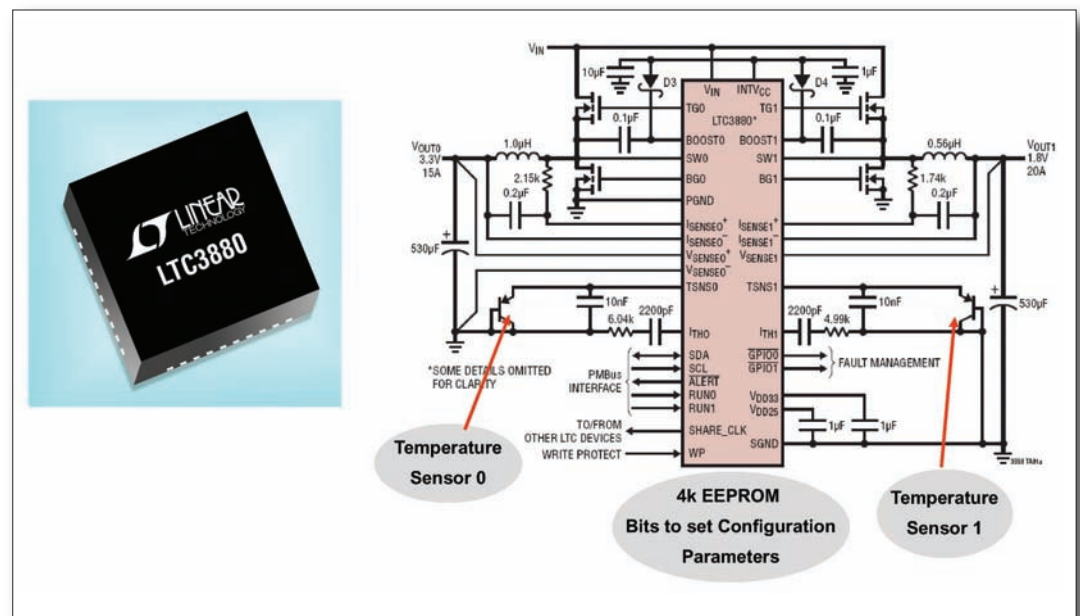 LINEAR
TECHNOLOGY
LTC3880
VIN
10µF
D3
VIN
INTVCC
D4
1µF
TG0
TG1
LTC3880*
0.1µF
0.1µF
BOOST0
BOOST1
VOUT0
3.3V
15A
1.0µH
SW0
SW1
0.56µH
VOUT1
1.8V
20A
2.15k
BG0
BG1
1.74k
0.2µF
PGND
0.2µF
ISENSE0+
ISENSE1+
ISENSE0–
ISENSE1–
VSENSE0+
VSENSE1
VSENSE0–
530µF
TSNS0
TSNS1
530µF
10nF
10nF
2200pF
2200pF
6.04k
4.99k
ITH0
ITH1
*SOME DETAILS OMITTED
FOR CLARITY
PMBus
INTERFACE
SDA
SCL
ALERT
RUN0
RUN1
GPIO0
GPIO1
FAULT MANAGEMENT
VDD33
VDD25
1µF
1µF
TO/FROM
OTHER LTC DEVICES
SHARE_CLK
WRITE PROTECT
WP
SGND
Temperature
Sensor 0
4k EEPROM
Bits to set Configuration
Parameters
Temperature
Sensor 1